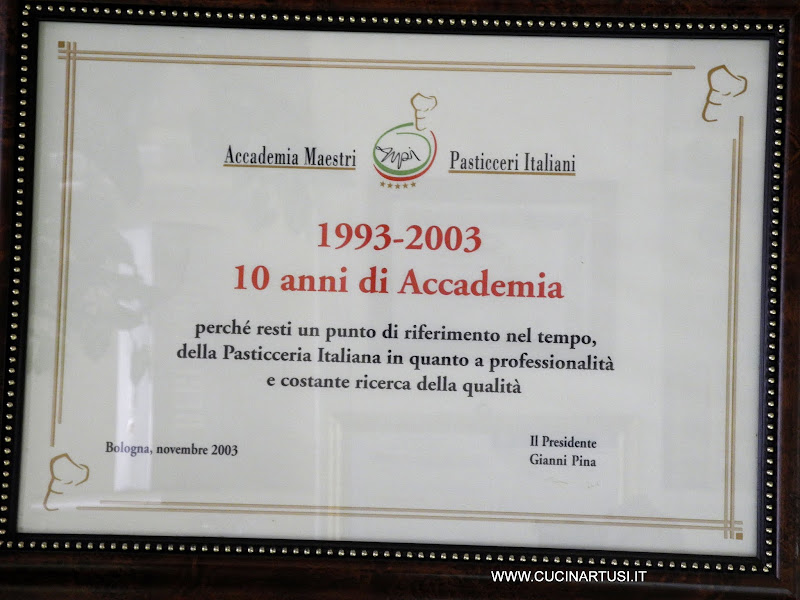 Accademia Maestri Pasticceri Italiani
1993-2003
10 anni di Accademia
perché resti un punto di riferimento nel tempo,
della Pasticceria Italiana in quanto a professionalità
e costante ricerca della qualità
Bologna, novembre 2003
Il Presidente
Gianni Pina
WWW.CUCINARTUSI.IT